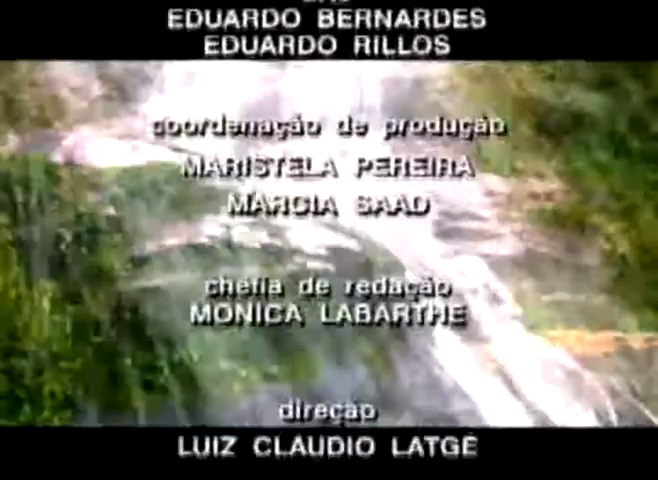 EDUARDO BERNARDES
EDUARDO RILLOS
coordenação de produção
MARISTELA PEREIRA
MARCIA SAAD
chefia de redação
MONICA LABARTHE
direção
LUIZ CLAUDIO LATGÉ